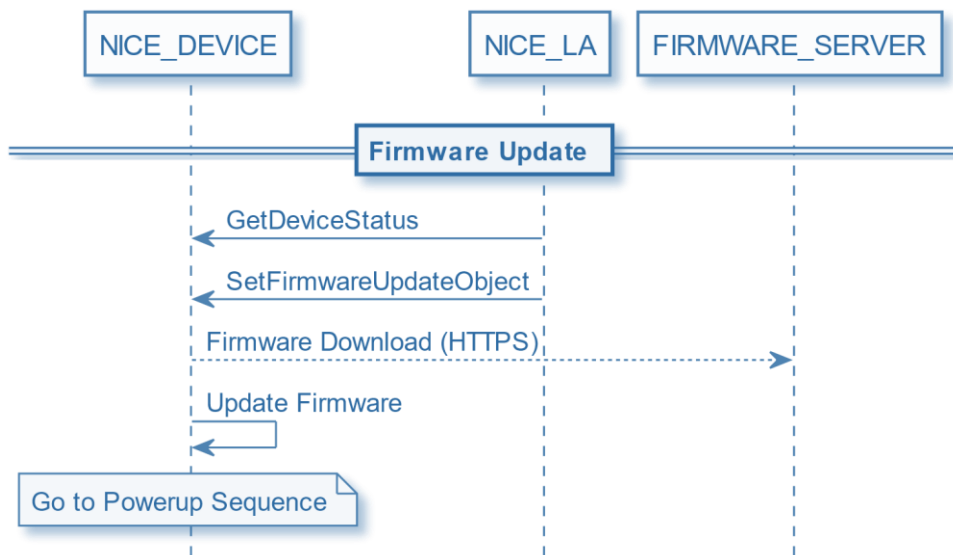 NICE_DEVICE
NICE_LA
FIRMWARE_SERVER
Firmware Update
GetDeviceStatus
SetFirmwareUpdateObject
Firmware Download (HTTPS)
Update Firmware
Go to Powerup Sequence